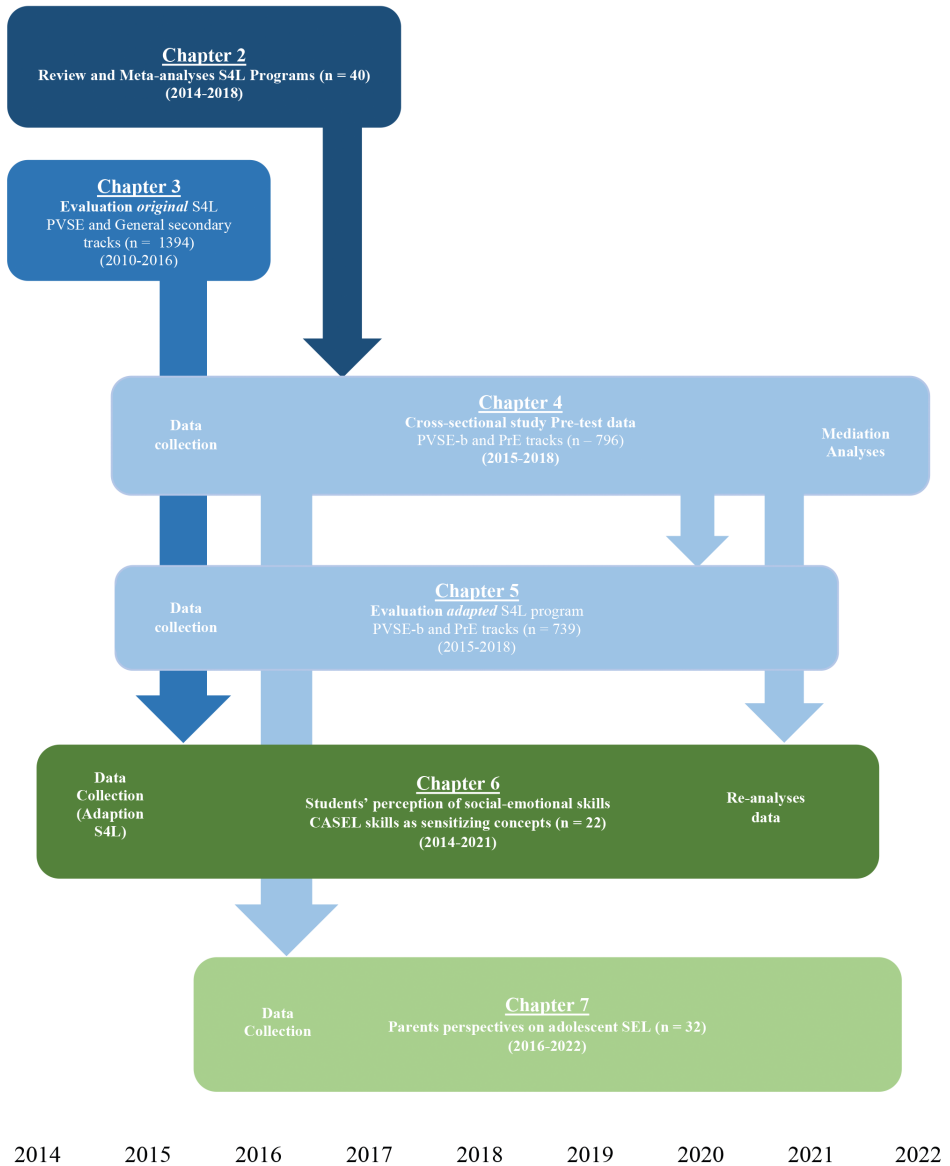 Chapter 2
Review and Meta-analyses S4L Programs (n = 40)
(2014-2018)
Chapter 3
Evaluation original S4L
PVSE and General secondary
tracks (n = 1394)
(2010-2016)
Data
collection
Chapter 4
Cross-sectional study Pre-test data
PVSE-b and PrE tracks (n – 796)
(2015-2018)
Mediation
Analyses
Data
collection
Chapter 5
Evaluation adapted S4L program
PVSE-b and PrE tracks (n = 739)
(2015-2018)
Data
Collection
(Adaption
S4L)
Chapter 6
Students’ perception of social-emotional skills
CASEL skills as sensitizing concepts (n = 22)
(2014-2021)
Re-analyses
data
Data
Collection
Chapter 7
Parents perspectives on adolescent SEL (n = 32)
(2016-2022)
2014 2015 2016 2017 2018 2019 2020 2021 2022